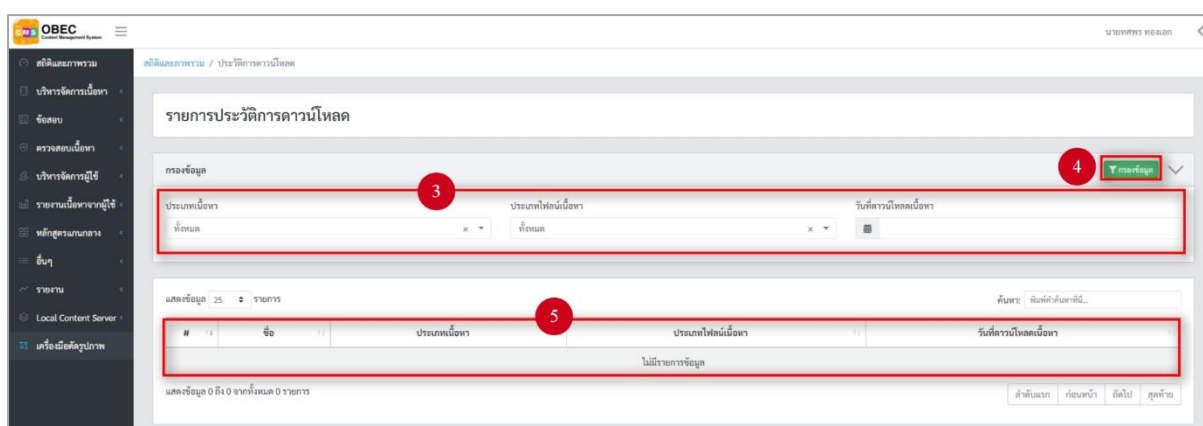 CMS OBEC
Content Management System
นายทศพร ทองเอก
สถิติและภาพรวม
บริหารจัดการเนื้อหา
ข้อสอบ
ตรวจสอบเนื้อหา
บริหารจัดการผู้ใช้
รายงานเนื้อหาจากผู้ใช้
หลักสูตรแกนกลาง
อื่นๆ
รายงาน
Local Content Server
เครื่องมือตัดรูปภาพ
สถิติและภาพรวม / ประวัติการดาวน์โหลด
รายการประวัติการดาวน์โหลด
กรองข้อมูล
4
กรองข้อมูล
3
ประเภทเนื้อหา ประเภทไฟลน์เนื้อหา วันที่ดาวน์โหลดเนื้อหา
ทั้งหมด × ทั้งหมด ×
แสดงข้อมูล 25 รายการ
ค้นหา: พิมพ์คำค้นหาที่นี่...
5
# ชื่อ ประเภทเนื้อหา ประเภทไฟลน์เนื้อหา วันที่ดาวน์โหลดเนื้อหา
ไม่มีรายการข้อมูล
แสดงข้อมูล 0 ถึง 0 จากทั้งหมด 0 รายการ
ลำดับแรก ก่อนหน้า ถัดไป สุดท้าย